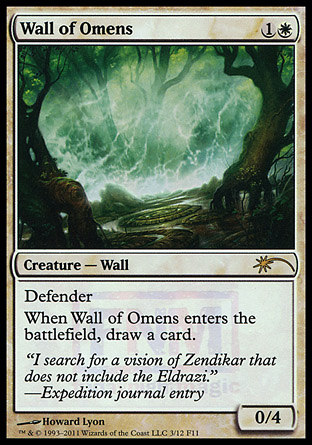 Wall of Omens 1
Creature — Wall
Defender
When Wall of Omens enters the
battlefield, draw a card.
“I search for a vision of Zendikar that
does not include the Eldrazi.”
—Expedition journal entry
Howard Lyon
™ & © 1993–2011 Wizards of the Coast LLC 3/12 F11
0/4